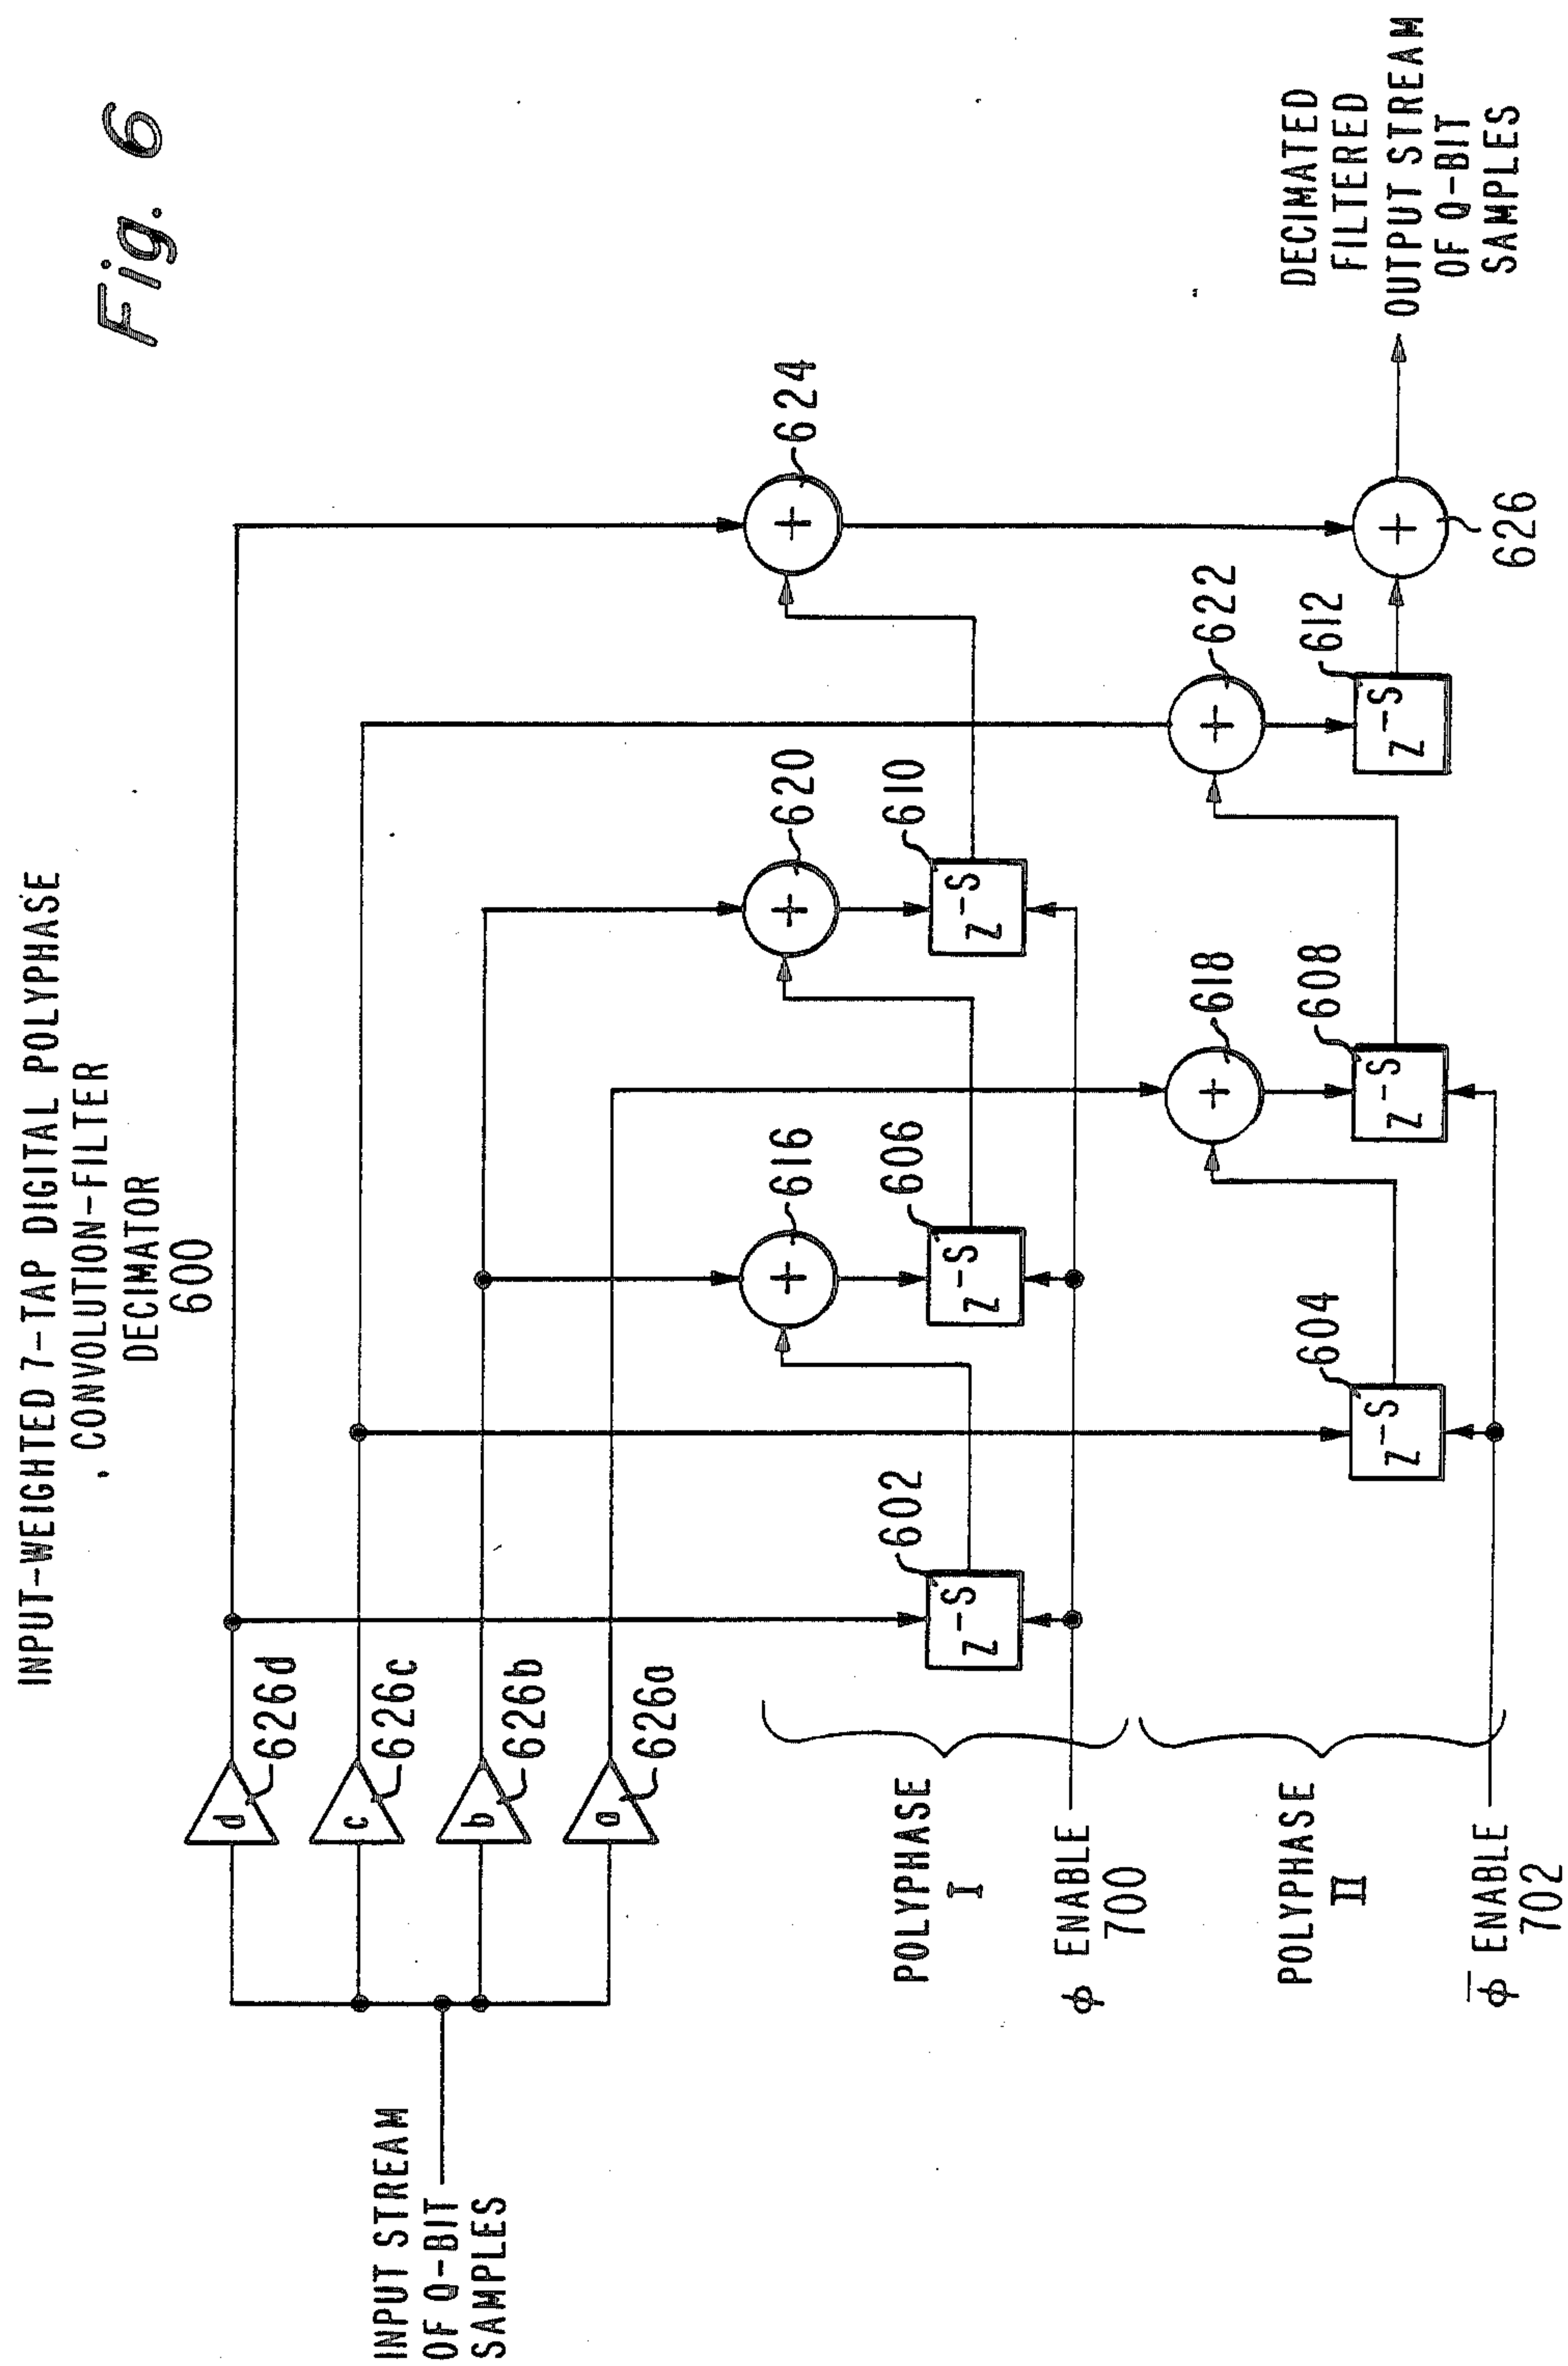 Fig. 6
INPUT-WEIGHTED 7-TAP DIGITAL POLYPHASE
CONVOLUTION-FILTER
DECIMATOR
600
INPUT STREAM
OF Q-BIT
SAMPLES
d
626d
c
626c
b
626b
a
626a
POLYPHASE
I
ϕ ENABLE
700
POLYPHASE
II
ϕ̅ ENABLE
702
Z⁻ˢ
602
Z⁻ˢ
604
+
616
Z⁻ˢ
606
+
618
Z⁻ˢ
608
+
620
Z⁻ˢ
610
+
622
Z⁻ˢ
612
+
624
+
626
DECIMATED
FILTERED
OUTPUT STREAM
OF Q-BIT
SAMPLES